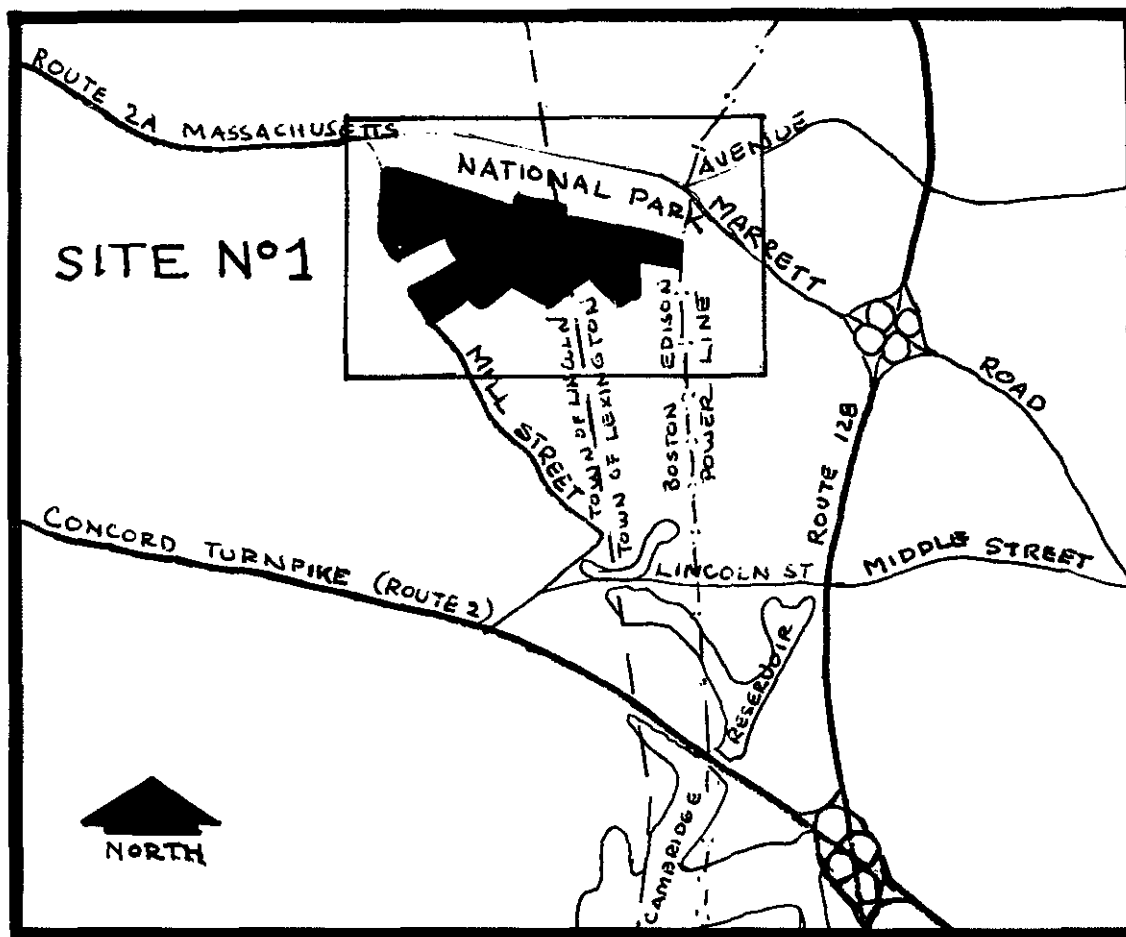 ROUTE 2A MASSACHUSETTS
AVENUE
NATIONAL PARK
MARRETT
SITE Nº1
ROAD
TOWN OF LINCOLN
TOWN OF LEXINGTON
BOSTON EDISON
POWER LINE
MILL STREET
ROUTE 128
CONCORD TURNPIKE (ROUTE 2)
LINCOLN ST
MIDDLE STREET
RESERVOIR
CAMBRIDGE
NORTH